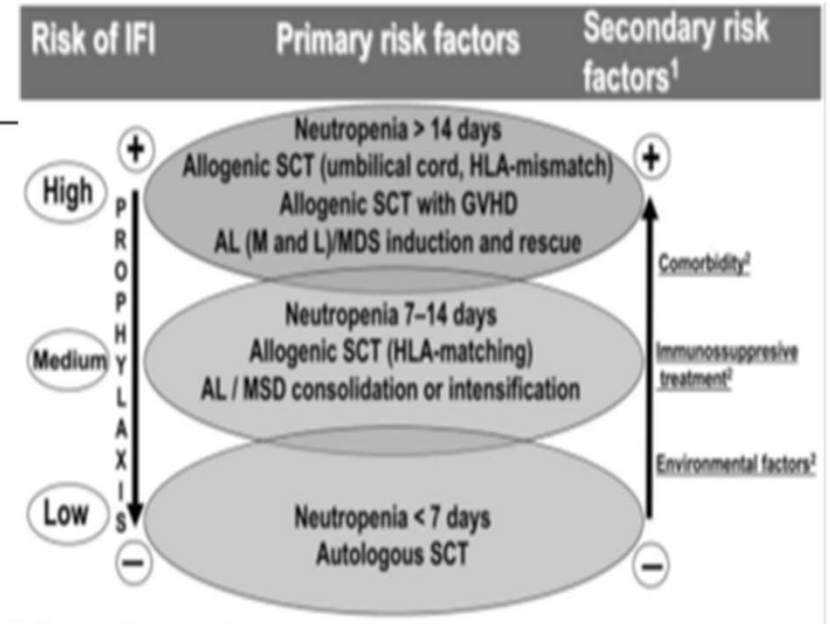 Risk of IFI
Primary risk factors
Secondary risk
factors¹
+
Neutropenia > 14 days
Allogenic SCT (umbilical cord, HLA-mismatch)
Allogenic SCT with GVHD
AL (M and L)/MDS induction and rescue
+
High
PROPHYLAXIS
Comorbidity²
Neutropenia 7–14 days
Allogenic SCT (HLA-matching)
AL / MSD consolidation or intensification
Medium
Immunossuppresive
treatment²
Environmental factors²
Low
Neutropenia < 7 days
Autologous SCT
−
−